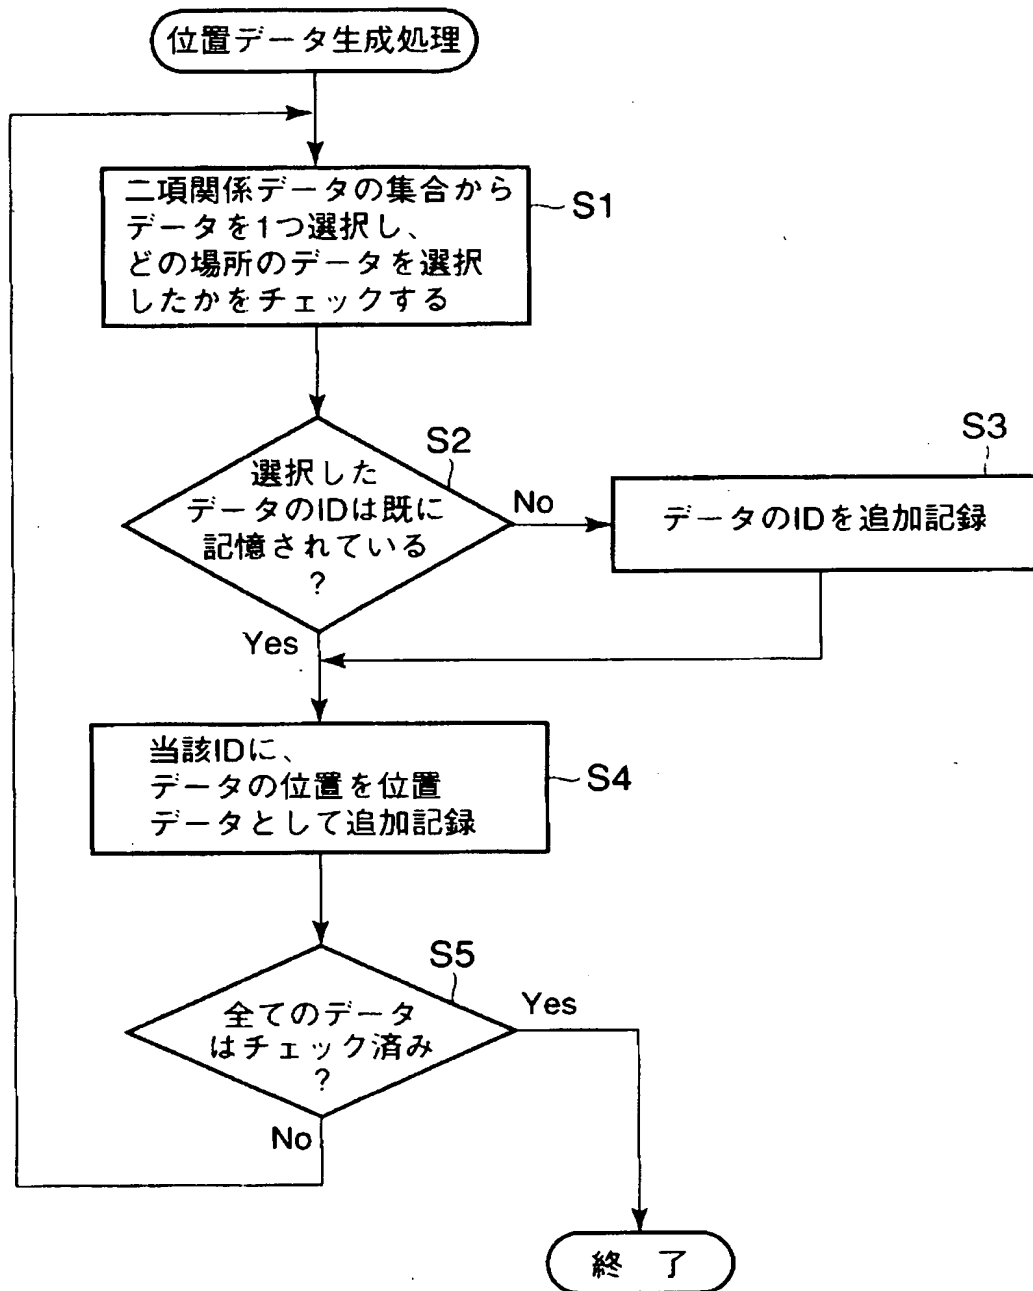 位置データ生成処理
二項関係データの集合から
データを1つ選択し、
どの場所のデータを選択
したかをチェックする
S1
S2
選択した
データのIDは既に
記憶されている
?
No
S3
データのIDを追加記録
Yes
当該IDに、
データの位置を位置
データとして追加記録
S4
S5
全てのデータ
はチェック済み
?
Yes
No
終 了